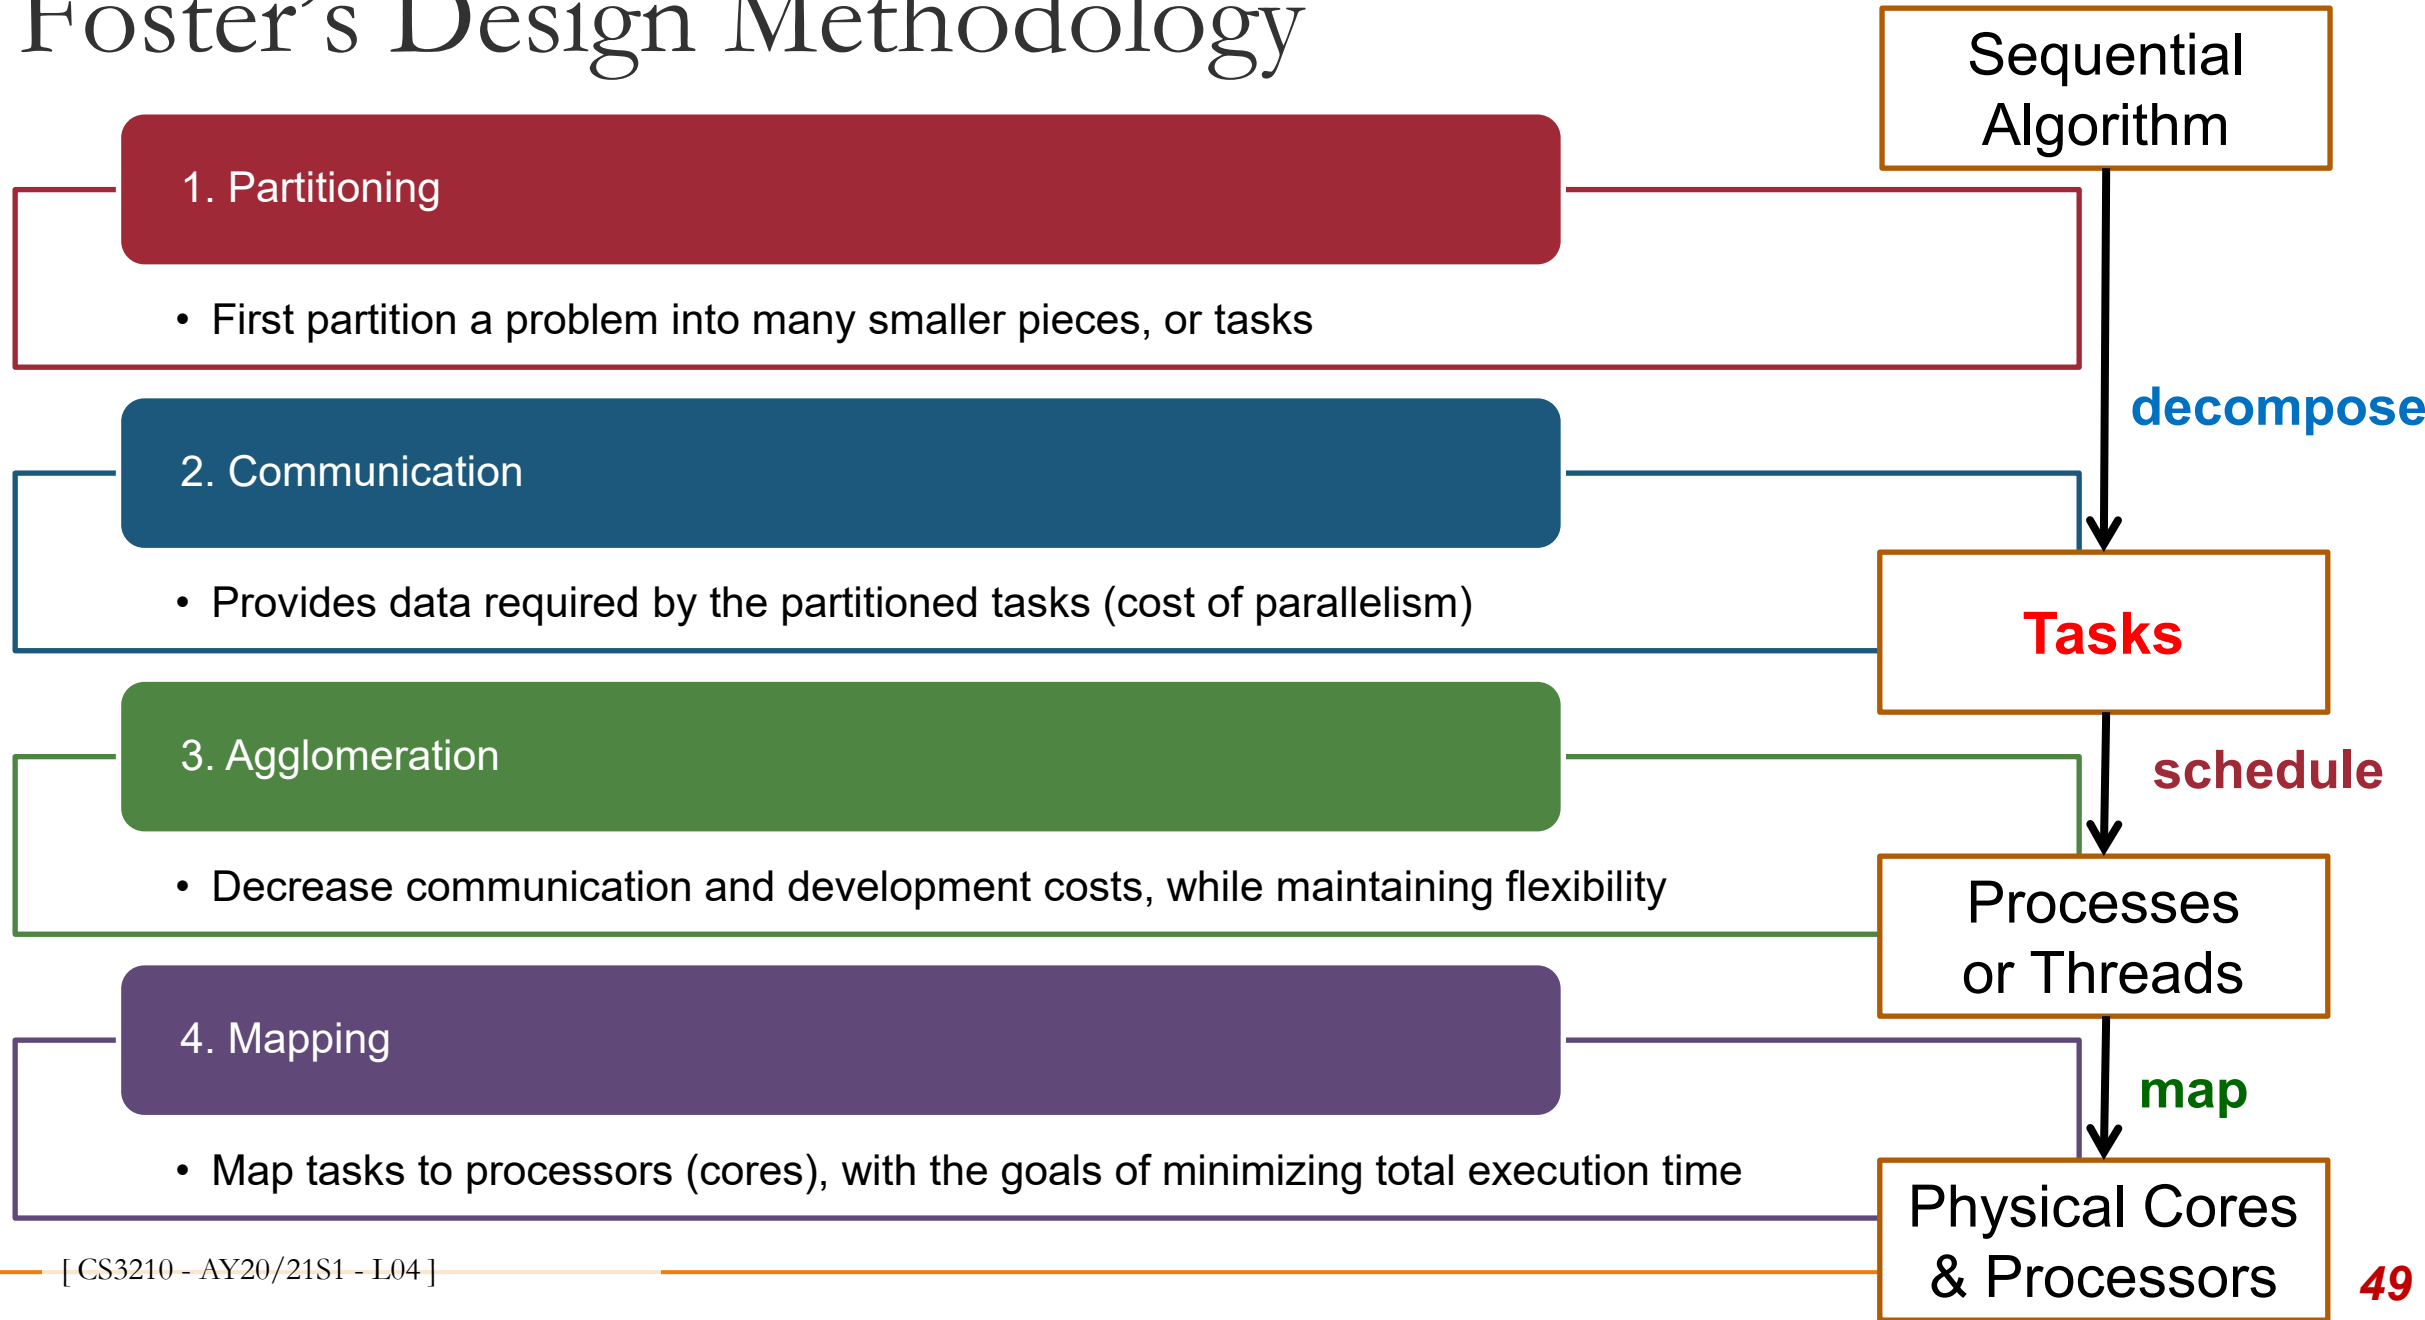 Foster's Design Methodology
1. Partitioning
• First partition a problem into many smaller pieces, or tasks
2. Communication
• Provides data required by the partitioned tasks (cost of parallelism)
3. Agglomeration
• Decrease communication and development costs, while maintaining flexibility
4. Mapping
• Map tasks to processors (cores), with the goals of minimizing total execution time
Sequential
Algorithm
decompose
Tasks
schedule
Processes
or Threads
map
Physical Cores
& Processors
[ CS3210 - AY20/21S1 - L04 ]
49